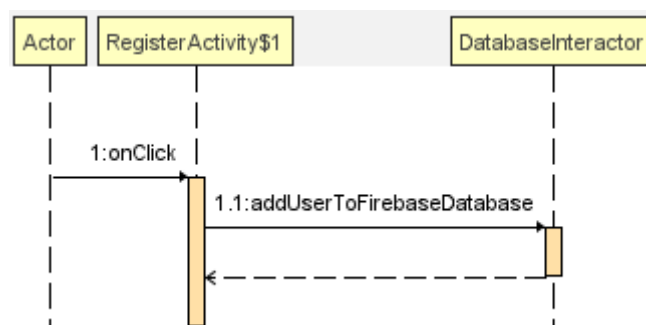 Actor
RegisterActivity$1
DatabaseInteractor
1:onClick
1.1:addUserToFirebaseDatabase